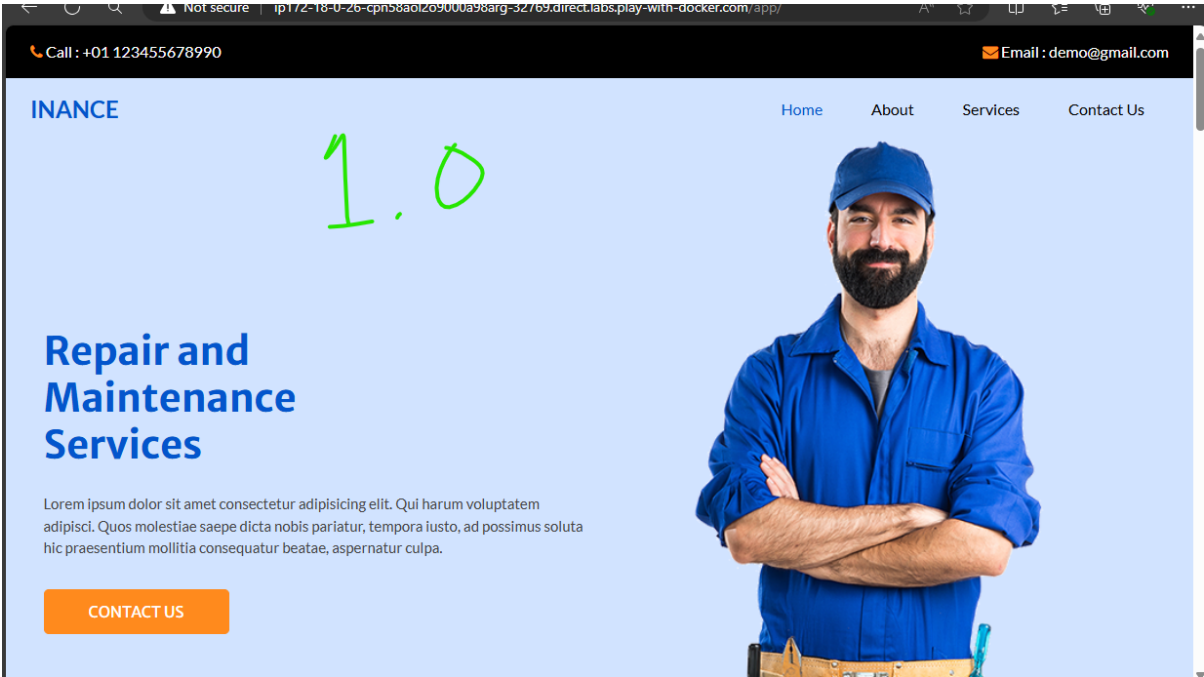 Not secure
ip172-18-0-26-cpn58aol2o9000a98arg-32769.direct.labs.play-with-docker.com/app/
Call : +01 123455678990
Email : demo@gmail.com
INANCE
Home
About
Services
Contact Us
1.0
Repair and
Maintenance
Services
Lorem ipsum dolor sit amet consectetur adipisicing elit. Qui harum voluptatem
adipisci. Quos molestiae saepe dicta nobis pariatur, tempora iusto, ad possimus soluta
hic praesentium mollitia consequatur beatae, aspernatur culpa.
CONTACT US